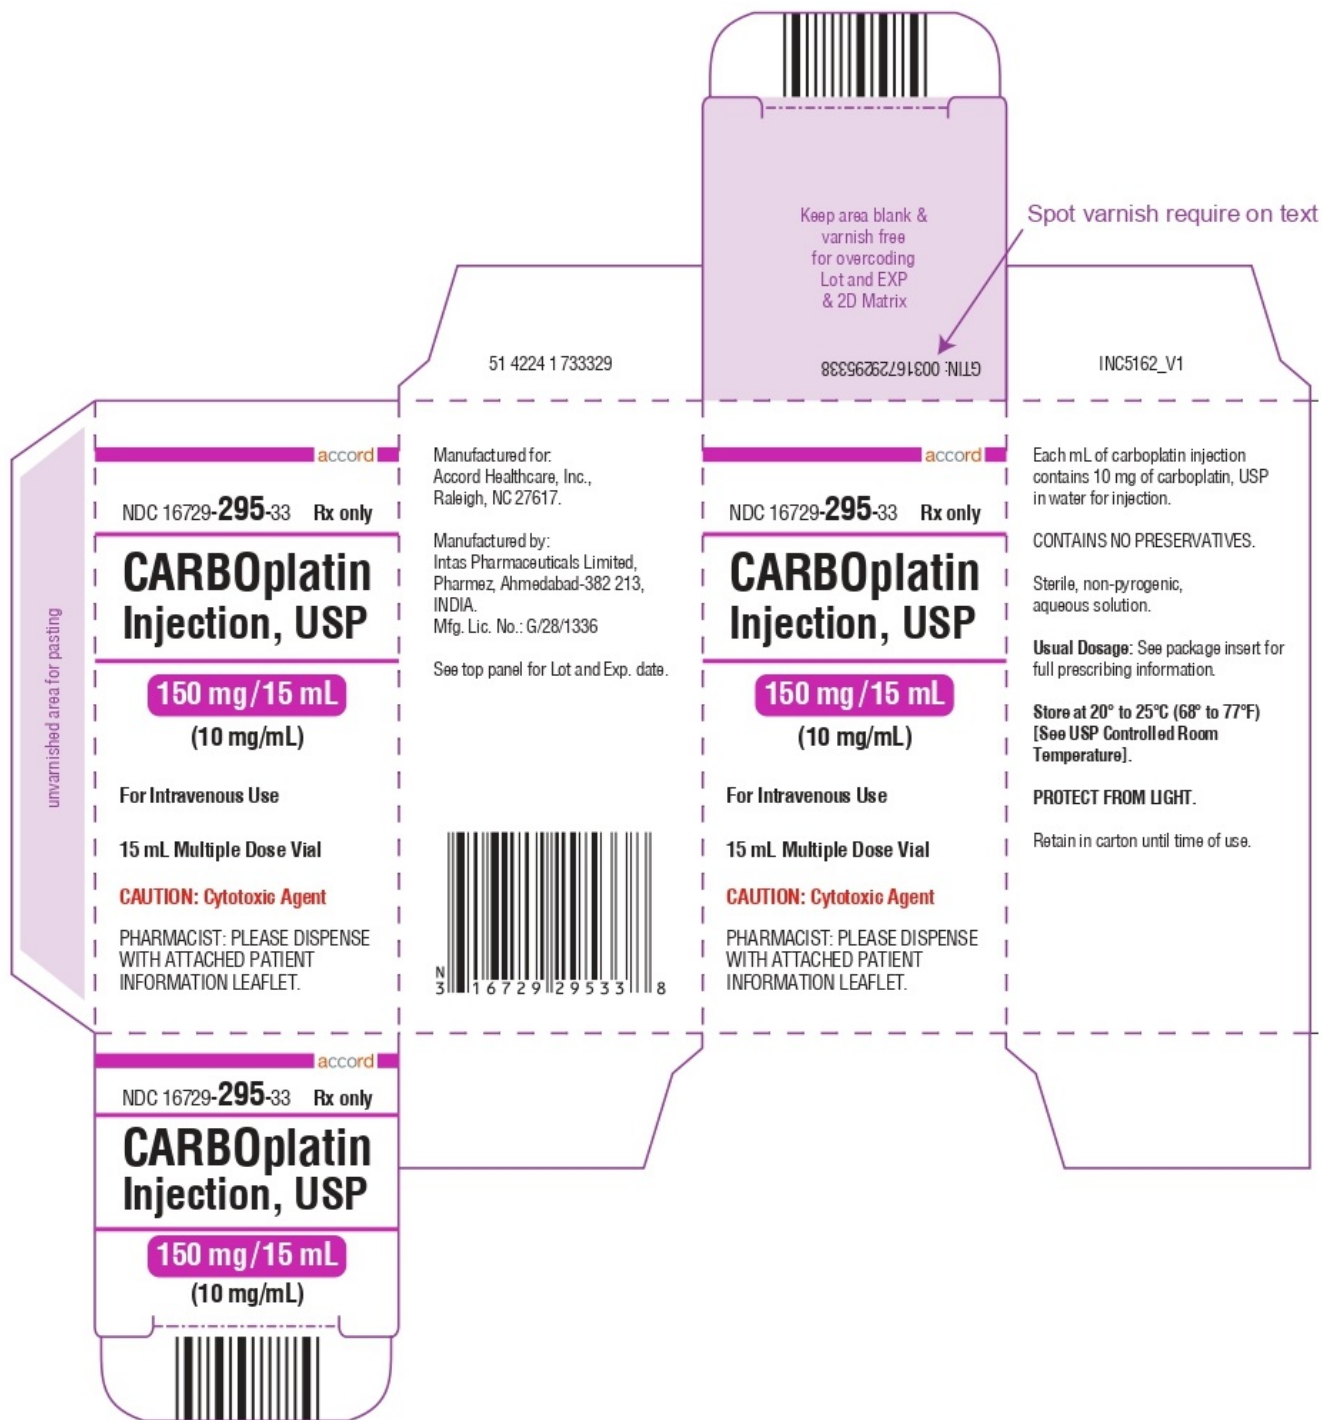 Keep area blank &
varnish free
for overcoding
Lot and EXP
& 2D Matrix
Spot varnish require on text
GTIN: 00316729295338
51 4224 1 733329
INC5162_V1
unvarnished area for pasting
accord
NDC 16729-295-33 Rx only
CARBOplatin
Injection, USP
150 mg/15 mL
(10 mg/mL)
For Intravenous Use
15 mL Multiple Dose Vial
CAUTION: Cytotoxic Agent
PHARMACIST: PLEASE DISPENSE
WITH ATTACHED PATIENT
INFORMATION LEAFLET.
Manufactured for:
Accord Healthcare, Inc.,
Raleigh, NC 27617.
Manufactured by:
Intas Pharmaceuticals Limited,
Pharmez, Ahmedabad-382 213,
INDIA.
Mfg. Lic. No.: G/28/1336
See top panel for Lot and Exp. date.
N
3 16729 29533 8
accord
NDC 16729-295-33 Rx only
CARBOplatin
Injection, USP
150 mg/15 mL
(10 mg/mL)
For Intravenous Use
15 mL Multiple Dose Vial
CAUTION: Cytotoxic Agent
PHARMACIST: PLEASE DISPENSE
WITH ATTACHED PATIENT
INFORMATION LEAFLET.
Each mL of carboplatin injection
contains 10 mg of carboplatin, USP
in water for injection.
CONTAINS NO PRESERVATIVES.
Sterile, non-pyrogenic,
aqueous solution.
Usual Dosage: See package insert for
full prescribing information.
Store at 20° to 25°C (68° to 77°F)
[See USP Controlled Room
Temperature].
PROTECT FROM LIGHT.
Retain in carton until time of use.
accord
NDC 16729-295-33 Rx only
CARBOplatin
Injection, USP
150 mg/15 mL
(10 mg/mL)